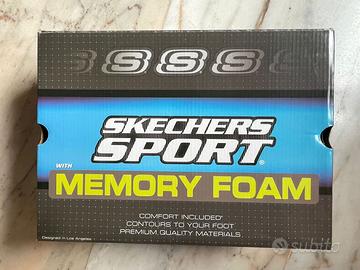 SSS
SKECHERS
SPORT®
WITH
MEMORY FOAM
COMFORT INCLUDED*
CONTOURS TO YOUR FOOT
PREMIUM QUALITY MATERIALS
Designed in Los Angeles
subito